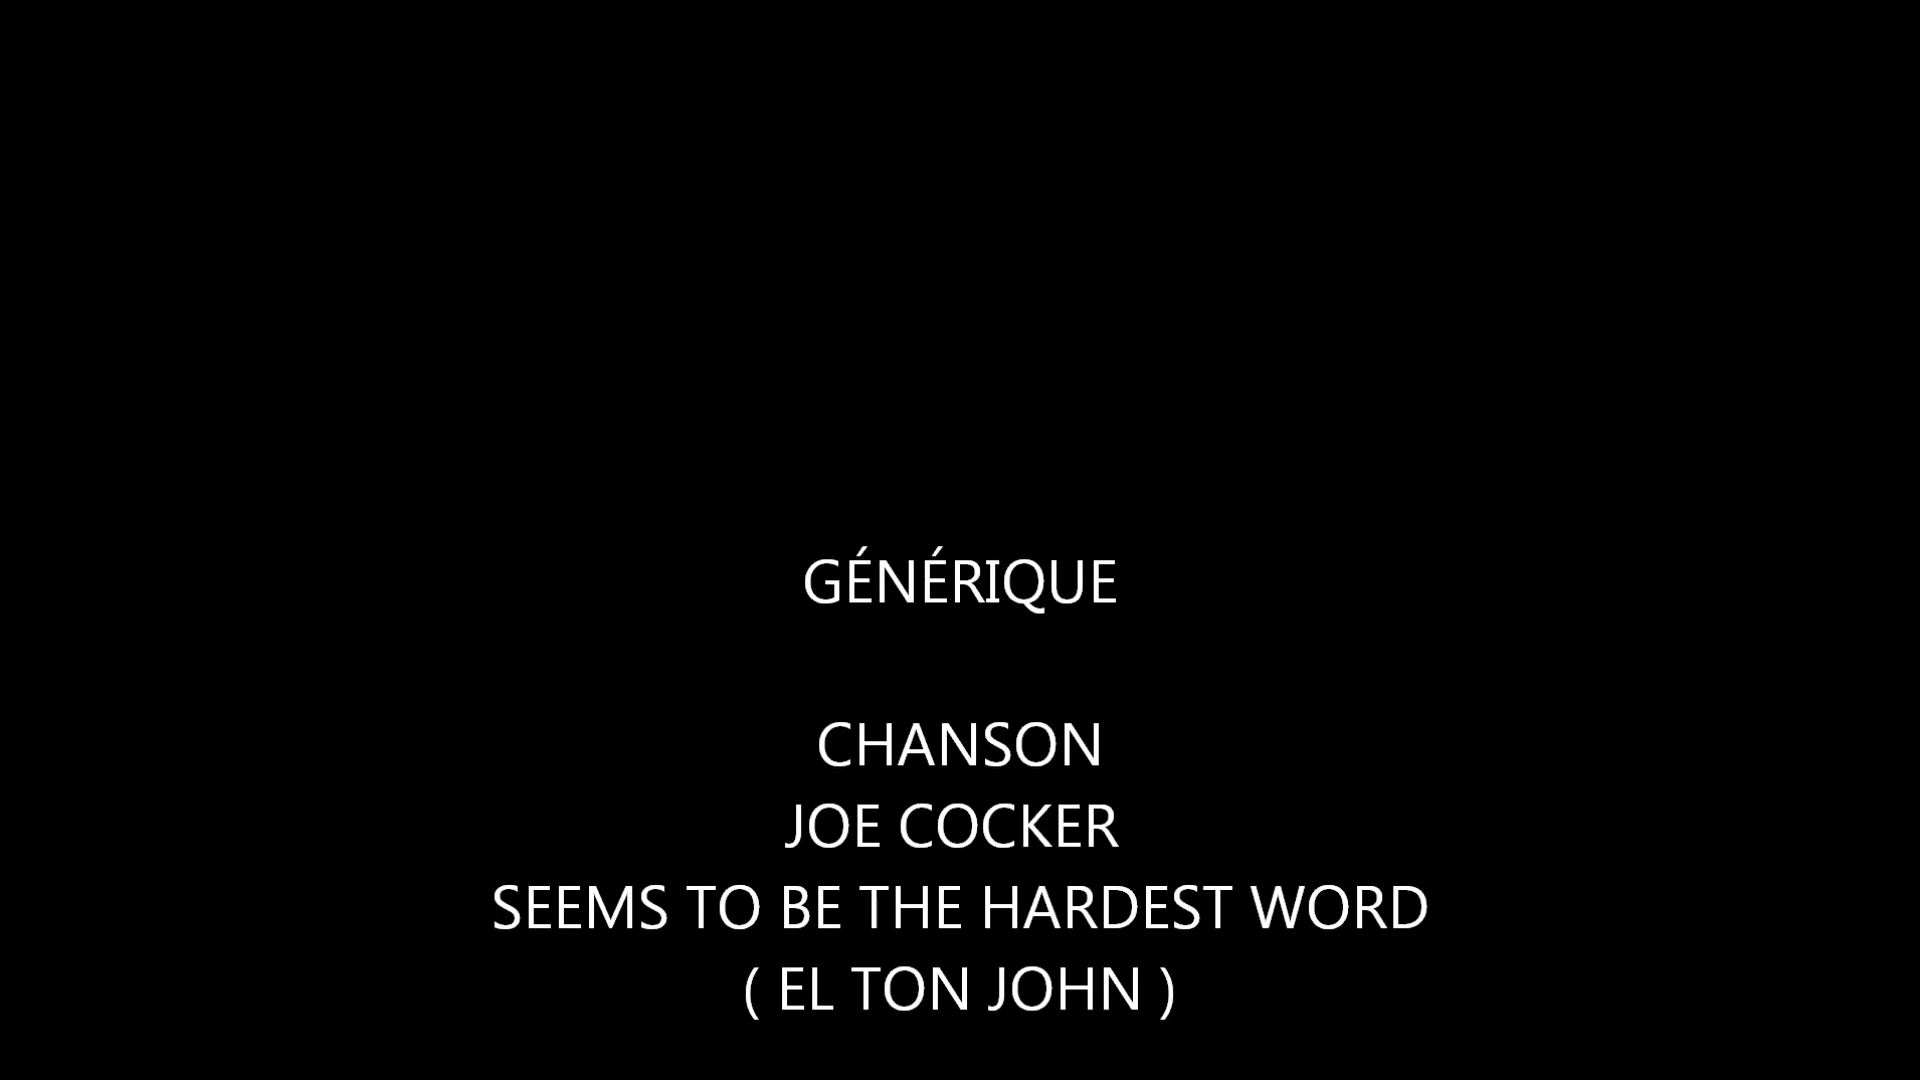 GÉNÉRIQUE
CHANSON
JOE COCKER
SEEMS TO BE THE HARDEST WORD
( EL TON JOHN )